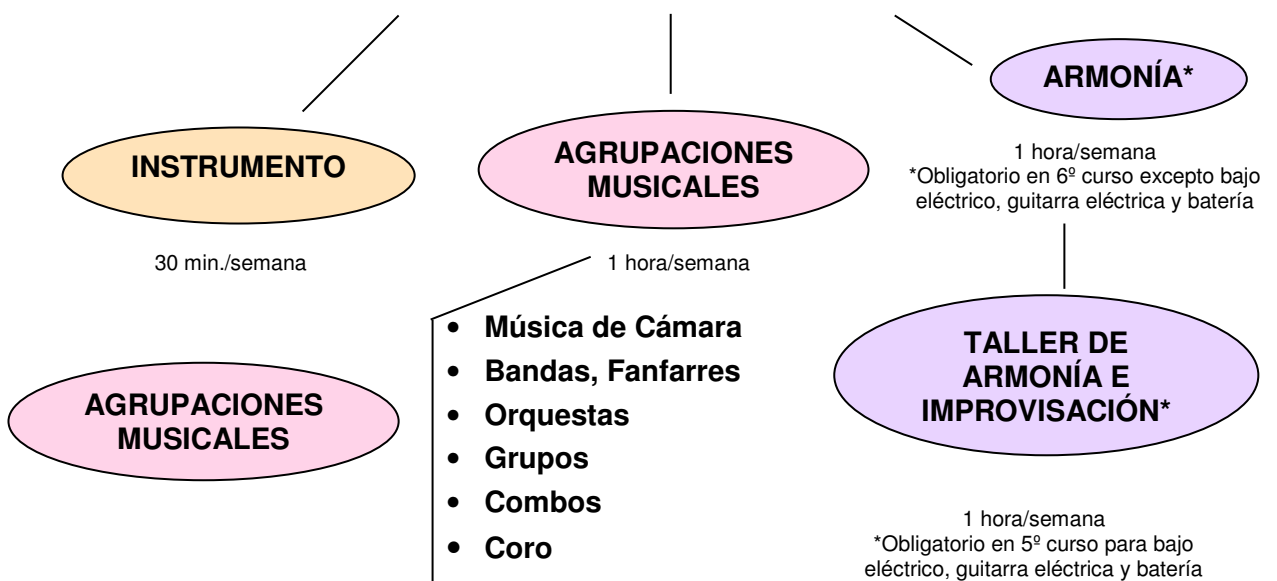 ARMONÍA*
1 hora/semana
*Obligatorio en 6º curso excepto bajo
eléctrico, guitarra eléctrica y batería
INSTRUMENTO
30 min./semana
AGRUPACIONES
MUSICALES
1 hora/semana
• Música de Cámara
• Bandas, Fanfarres
• Orquestas
• Grupos
• Combos
• Coro
AGRUPACIONES
MUSICALES
TALLER DE
ARMONÍA E
IMPROVISACIÓN*
1 hora/semana
*Obligatorio en 5º curso para bajo
eléctrico, guitarra eléctrica y batería